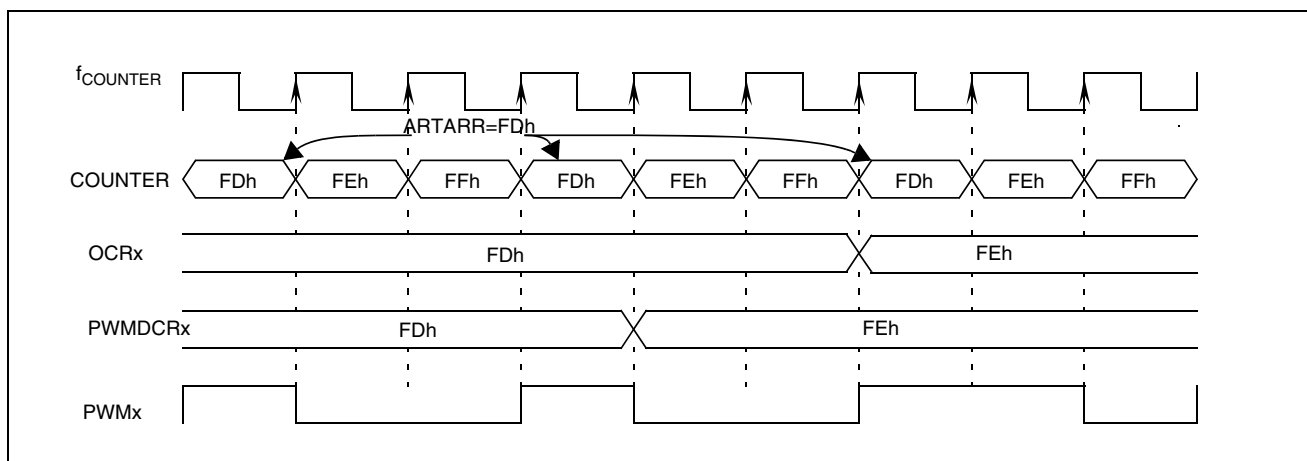 fCOUNTER
ARTARR=FDh
COUNTER FDh FEh FFh FDh FEh FFh FDh FEh FFh
OCRx FDh FEh
PWMDCRx FDh FEh
PWMx